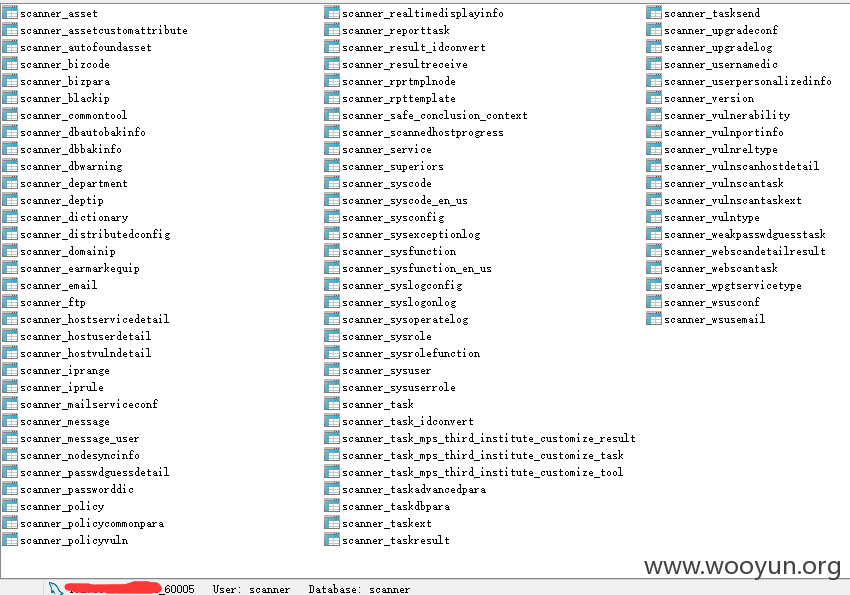 scanner_asset
scanner_assetcustomattribute
scanner_autofoundasset
scanner_bizcode
scanner_bizpara
scanner_blackip
scanner_commontool
scanner_dbautobakinfo
scanner_dbbakinfo
scanner_dbwarning
scanner_department
scanner_deptip
scanner_dictionary
scanner_distributedconfig
scanner_domainip
scanner_earmarkequip
scanner_email
scanner_ftp
scanner_hostservicedetail
scanner_hostuserdetail
scanner_hostvulndetail
scanner_iprange
scanner_iprule
scanner_mailserviceconf
scanner_message
scanner_message_user
scanner_nodesyncinfo
scanner_passwdguessdetail
scanner_passworddic
scanner_policy
scanner_policycommonpara
scanner_policyvuln
scanner_realtimedisplayinfo
scanner_reporttask
scanner_result_idconvert
scanner_resultreceive
scanner_rprtmplnode
scanner_rpttemplate
scanner_safe_conclusion_context
scanner_scannedhostprogress
scanner_service
scanner_superiors
scanner_syscode
scanner_syscode_en_us
scanner_sysconfig
scanner_sysexceptionlog
scanner_sysfunction
scanner_sysfunction_en_us
scanner_syslogconfig
scanner_syslogonlog
scanner_sysoperatelog
scanner_sysrole
scanner_sysrolefunction
scanner_sysuser
scanner_sysuserrole
scanner_task
scanner_task_idconvert
scanner_task_mps_third_institute_customize_result
scanner_task_mps_third_institute_customize_task
scanner_task_mps_third_institute_customize_tool
scanner_taskadvancedpara
scanner_taskdbpara
scanner_taskext
scanner_taskresult
scanner_tasksend
scanner_upgradeconf
scanner_upgradelog
scanner_usernamedic
scanner_userpersonalizedinfo
scanner_version
scanner_vulnerability
scanner_vulnportinfo
scanner_vulnreltype
scanner_vulnscanhostdetail
scanner_vulnscantask
scanner_vulnscantaskext
scanner_vulntype
scanner_weakpasswdguesstask
scanner_webscandetailresult
scanner_webscantask
scanner_wpgtservicetype
scanner_wsusconf
scanner_wsusemail
www.wooyun.org
_60005 User: scanner Database: scanner